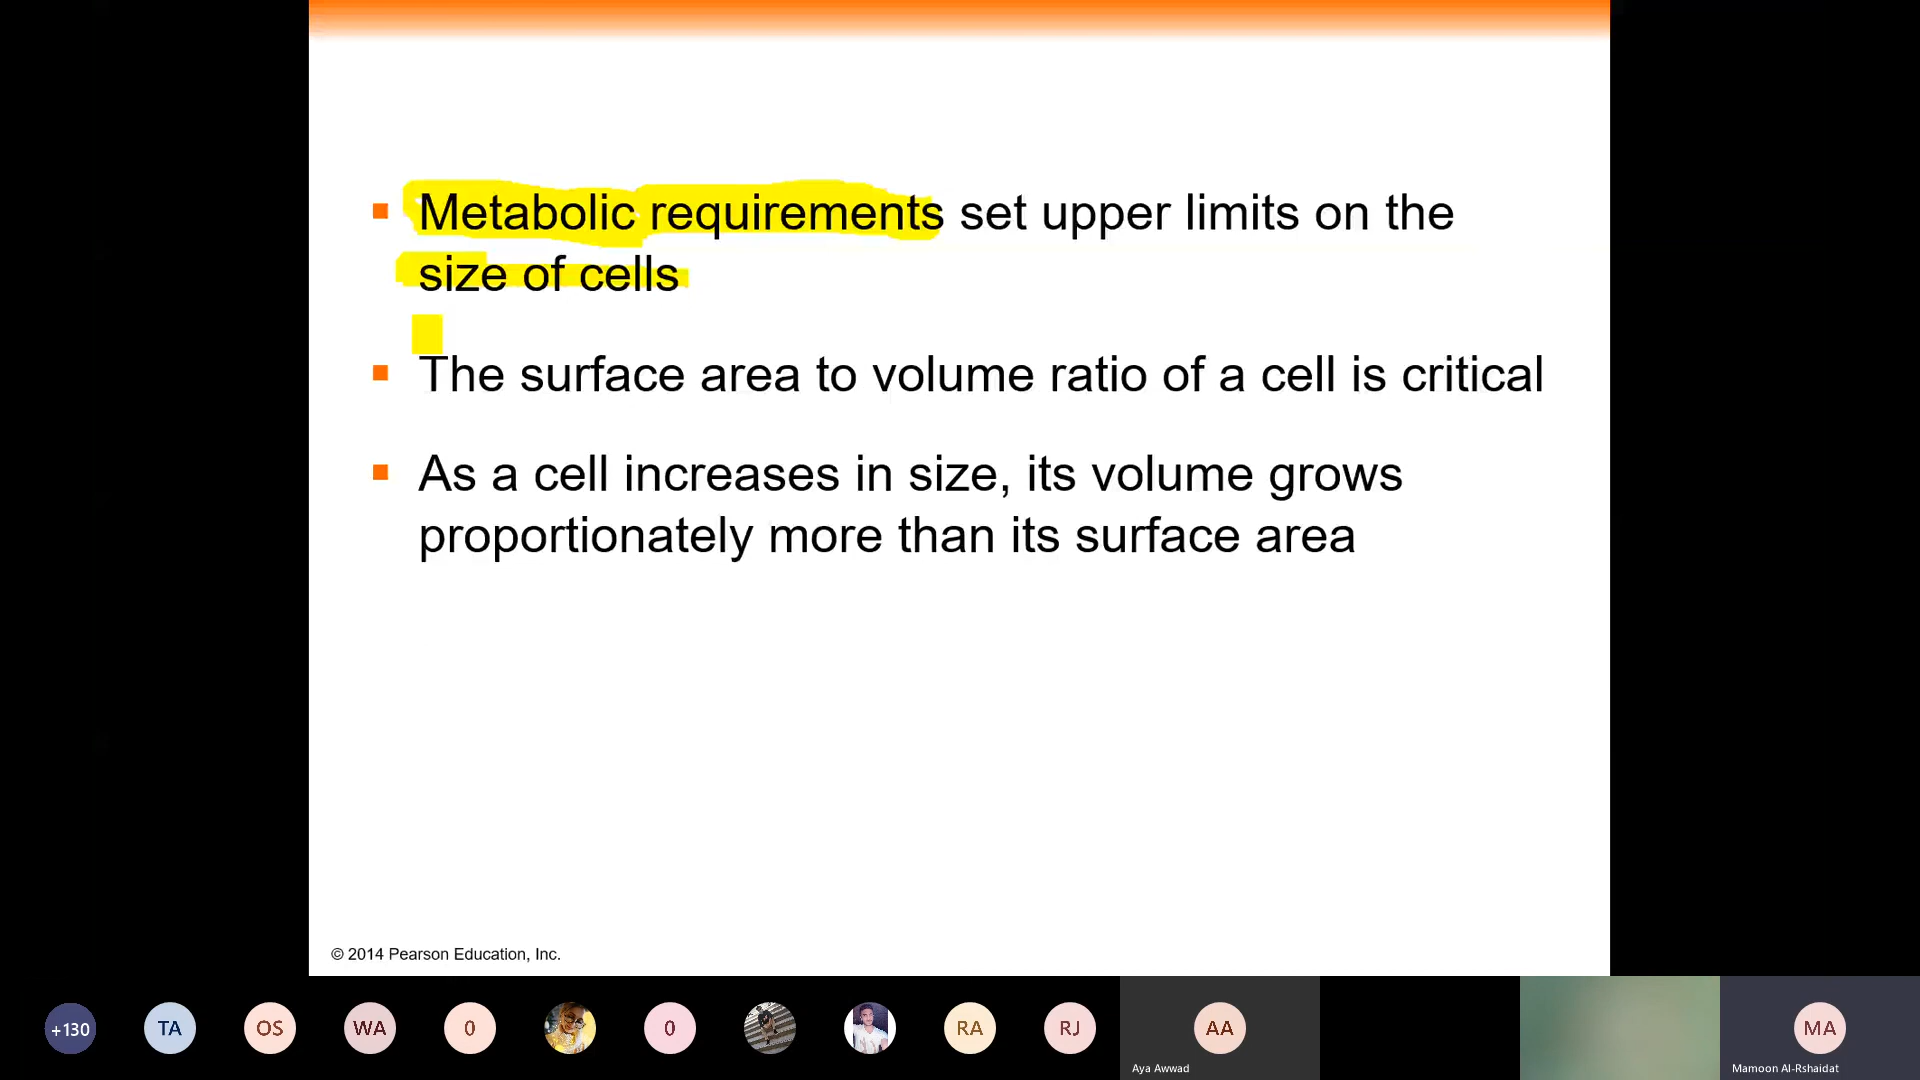 Metabolic requirements set upper limits on the
size of cells
The surface area to volume ratio of a cell is critical
As a cell increases in size, its volume grows
proportionately more than its surface area
© 2014 Pearson Education, Inc.
+130
TA
OS
WA
0
0
RA
RJ
AA
MA
Aya Awwad
Mamoon Al-Rshaidat